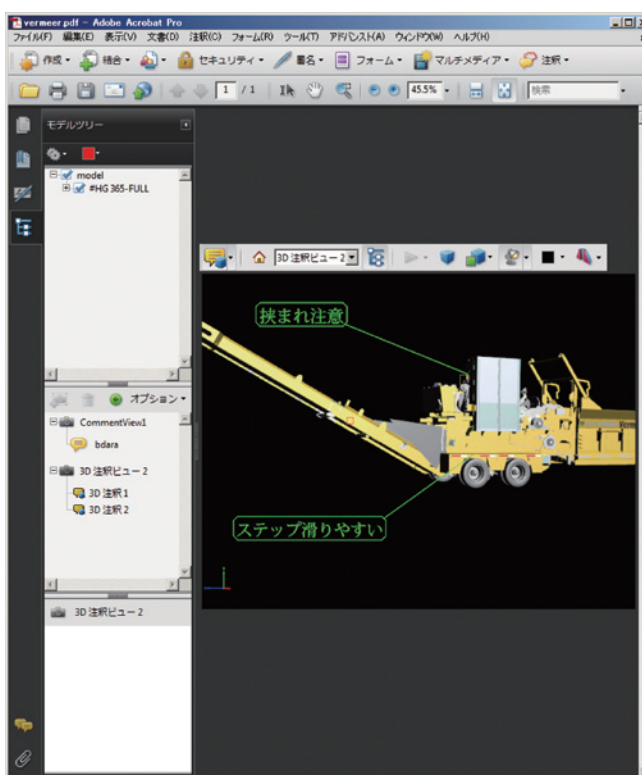 vermeer.pdf - Adobe Acrobat Pro
ファイル(F) 編集(E) 表示(V) 文書(D) 注釈(C) フォーム(R) ツール(T) アドバンスト(A) ウィンドウ(W) ヘルプ(H)
作成 結合 セキュリティ 署名 フォーム マルチメディア 注釈
1 / 1 45.5% 検索
モデルツリー
model
#HG 365-FULL
3D 注釈ビュー 2
挟まれ注意
ステップ滑りやすい
オプション
CommentView1
bdara
3D 注釈ビュー 2
3D 注釈 1
3D 注釈 2
3D 注釈ビュー 2